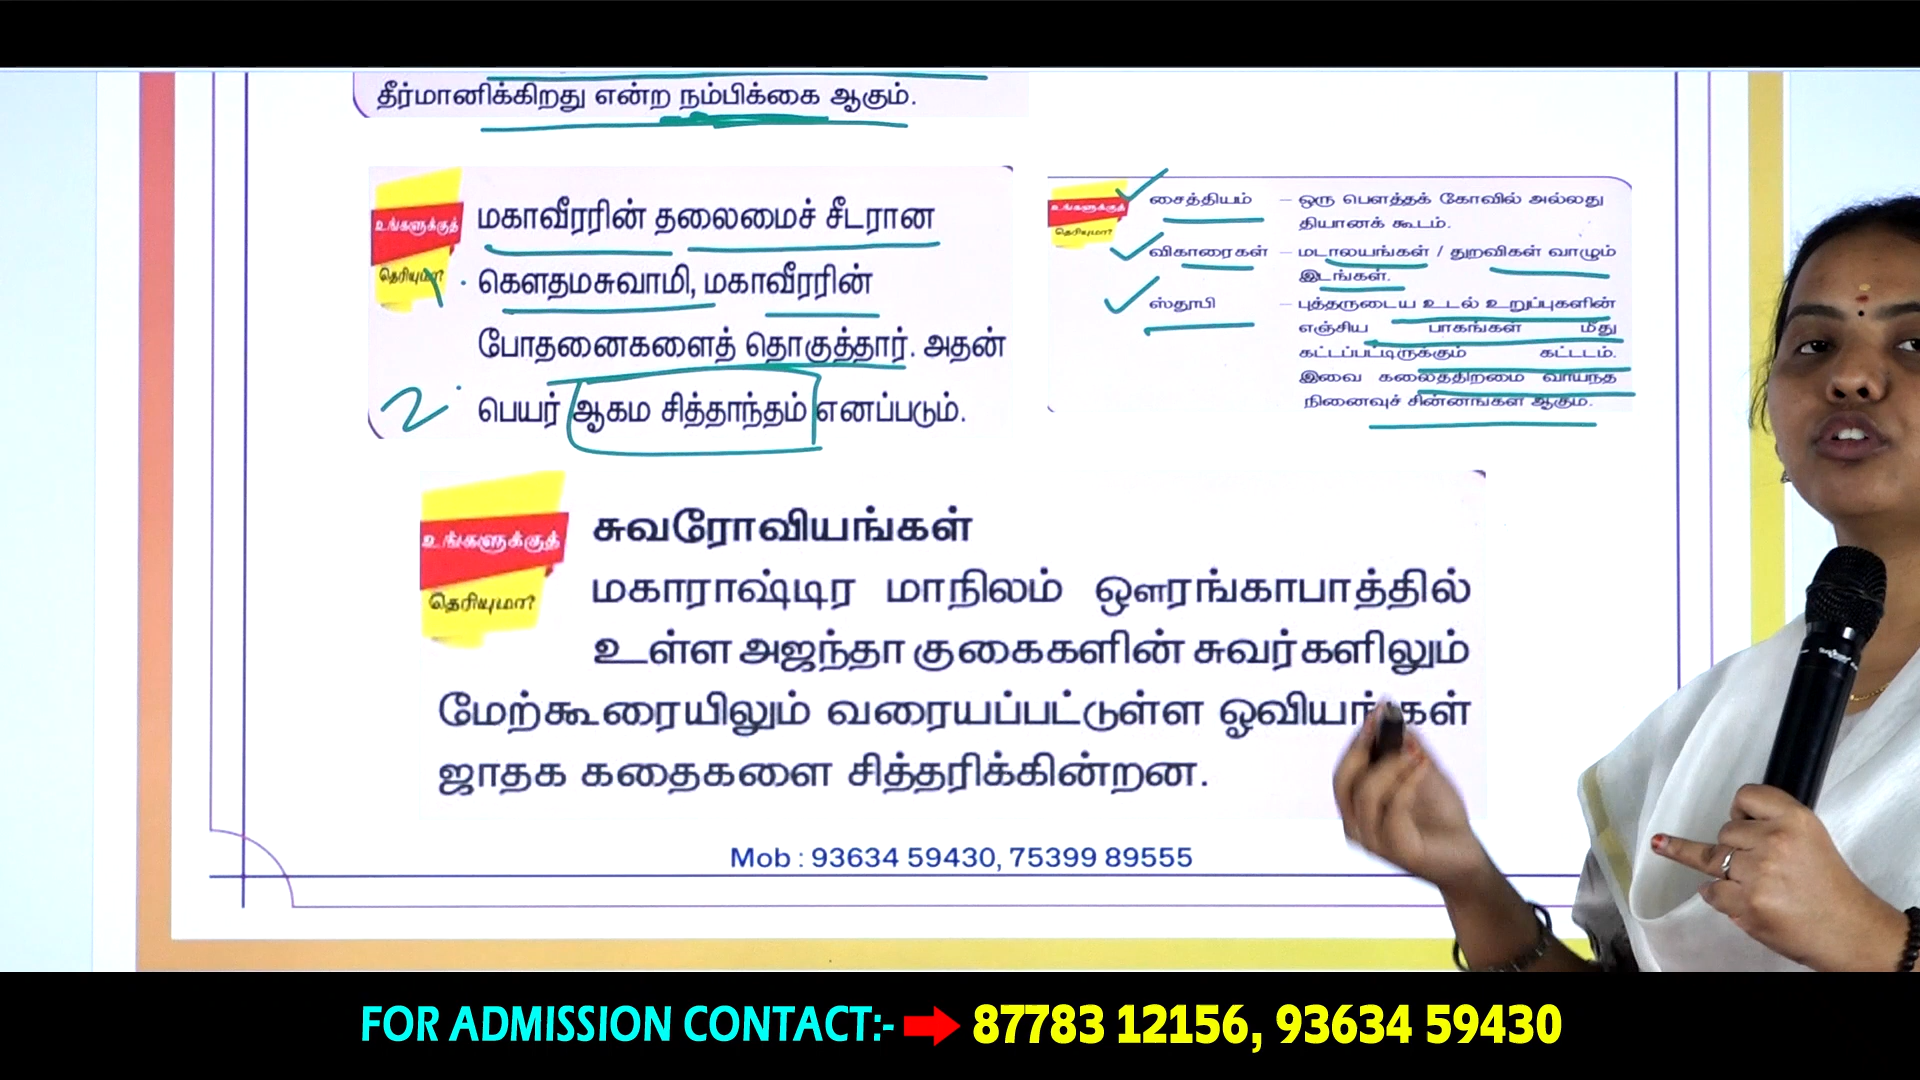 தீர்மானிக்கிறது என்ற நம்பிக்கை ஆகும்.
உங்களுக்குத்
தெரியுமா?
மகாவீரரின் தலைமைச் சீடரான
கௌதமசுவாமி, மகாவீரரின்
போதனைகளைத் தொகுத்தார். அதன்
2
பெயர் ஆகம சித்தாந்தம் எனப்படும்.
உங்களுக்குத்
தெரியுமா?
சைத்தியம் – ஒரு பௌத்தக் கோவில் அல்லது
தியானக் கூடம்.
விகாரைகள் – மடாலயங்கள் / துறவிகள் வாழும்
இடங்கள்.
ஸ்தூபி – புத்தருடைய உடல் உறுப்புகளின்
எஞ்சிய பாகங்கள் மீது
கட்டப்பட்டிருக்கும் கட்டடம்.
இவை கலைத்திறமை வாய்ந்த
நினைவுச் சின்னங்கள் ஆகும்.
உங்களுக்குத்
தெரியுமா?
சுவரோவியங்கள்
மகாராஷ்டிர மாநிலம் ஔரங்காபாத்தில்
உள்ள அஜந்தா குகைகளின் சுவர்களிலும்
மேற்கூரையிலும் வரையப்பட்டுள்ள ஓவியங்கள்
ஜாதக கதைகளை சித்தரிக்கின்றன.
Mob : 93634 59430, 75399 89555
FOR ADMISSION CONTACT:- 87783 12156, 93634 59430